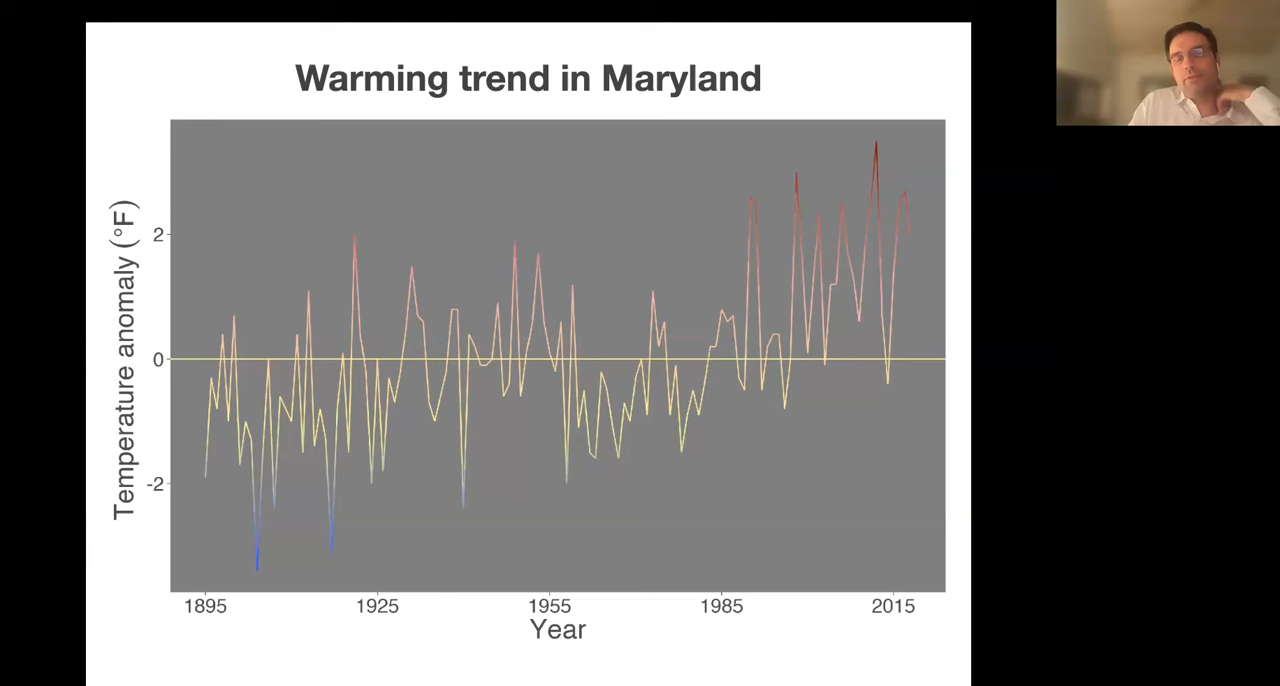 Warming trend in Maryland
Temperature anomaly (°F)
2
0
-2
1895 1925 1955 1985 2015
Year